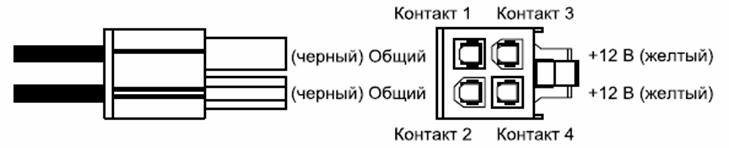 Контакт 1 Контакт 3
(черный) Общий +12 В (желтый)
(черный) Общий +12 В (желтый)
Контакт 2 Контакт 4